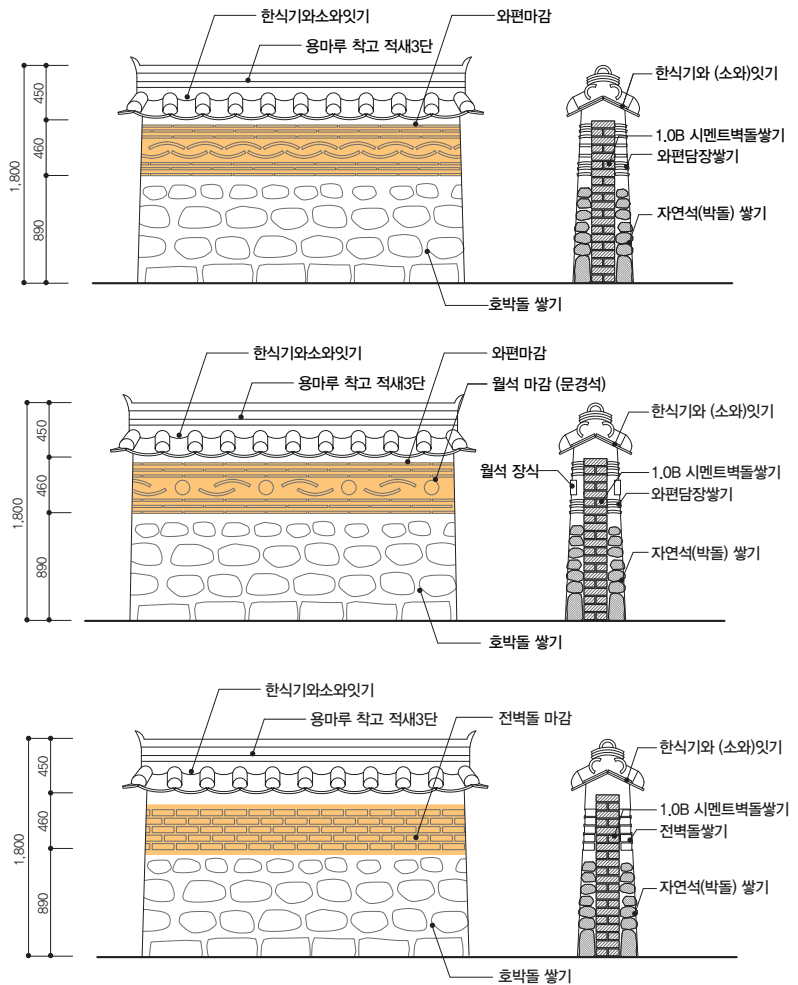 한식기와소와잇기
와편마감
용마루 착고 적새3단
한식기와 (소와)잇기
450
1.0B 시멘트벽돌쌓기
460
와편담장쌓기
1,800
자연석(박돌) 쌓기
890
호박돌 쌓기
한식기와소와잇기
와편마감
용마루 착고 적새3단
월석 마감 (문경석)
한식기와 (소와)잇기
450
월석 장식
1.0B 시멘트벽돌쌓기
460
와편담장쌓기
1,800
자연석(박돌) 쌓기
890
호박돌 쌓기
한식기와소와잇기
용마루 착고 적새3단
전벽돌 마감
한식기와 (소와)잇기
450
1.0B 시멘트벽돌쌓기
460
전벽돌쌓기
1,800
자연석(박돌) 쌓기
890
호박돌 쌓기